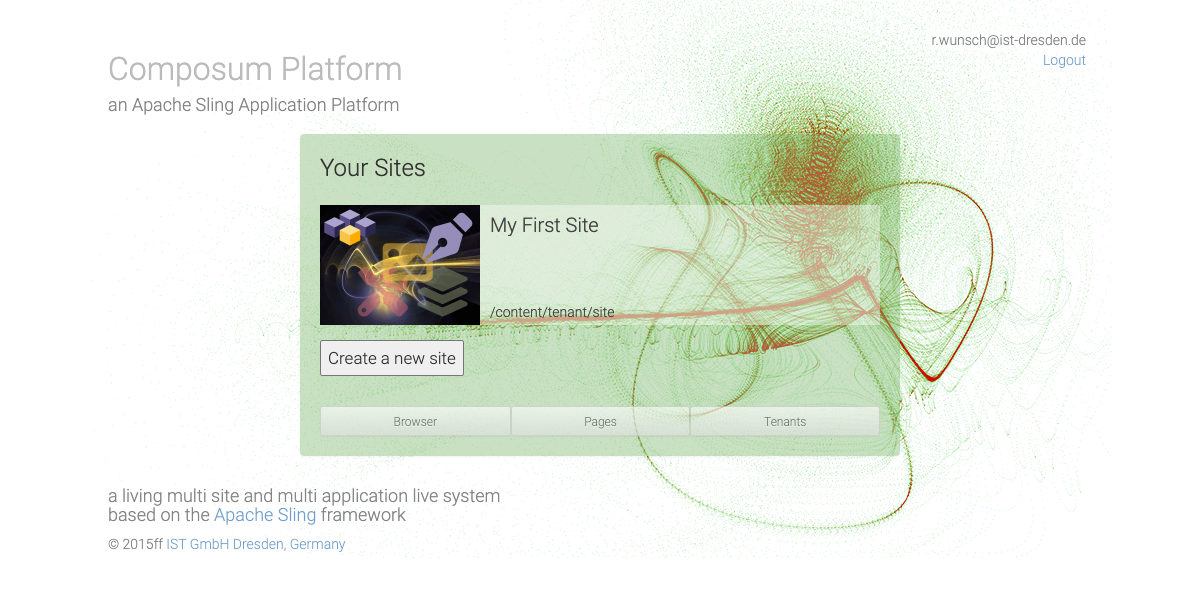 r.wunsch@ist-dresden.de
Logout
Composum Platform
an Apache Sling Application Platform
Your Sites
My First Site
/content/tenant/site
Create a new site
Browser
Pages
Tenants
a living multi site and multi application live system
based on the Apache Sling framework
© 2015ff IST GmbH Dresden, Germany